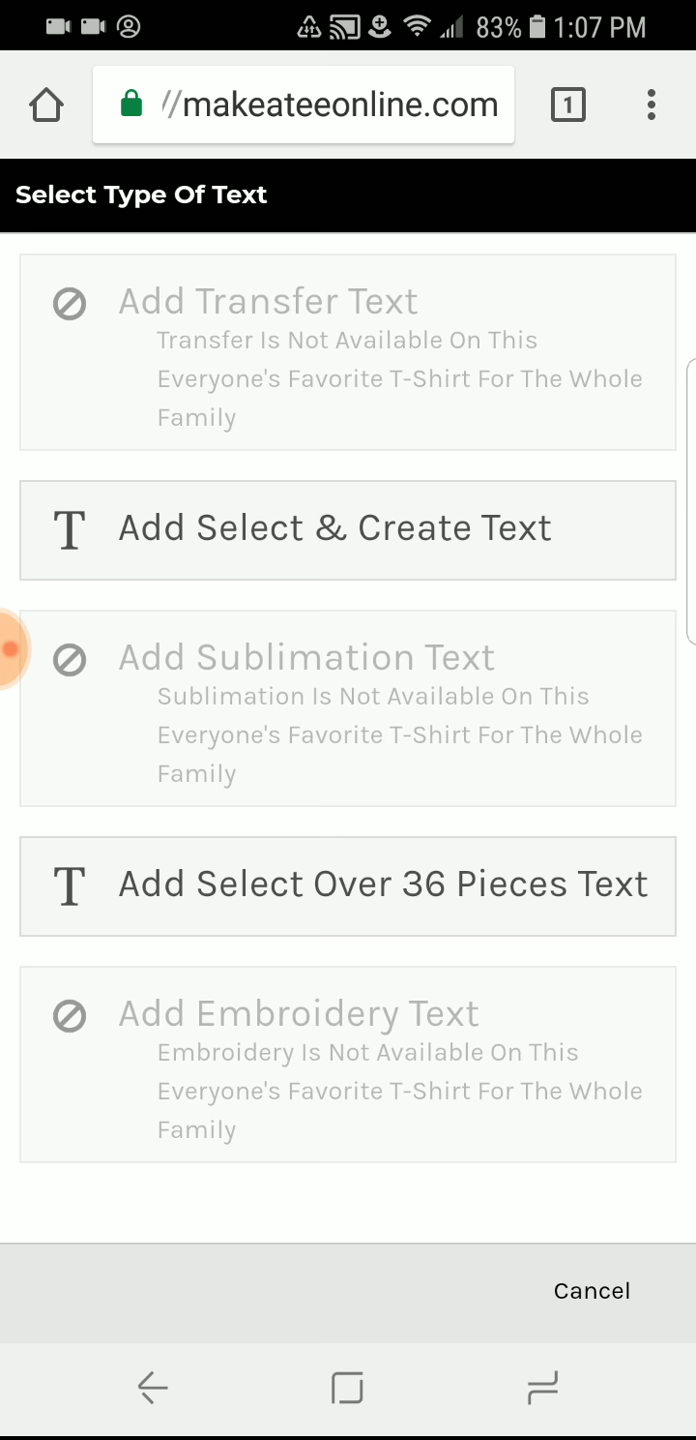 83% 1:07 PM
//makeateeonline.com 1
Select Type Of Text
Add Transfer Text
Transfer Is Not Available On This
Everyone's Favorite T-Shirt For The Whole
Family
T Add Select & Create Text
Add Sublimation Text
Sublimation Is Not Available On This
Everyone's Favorite T-Shirt For The Whole
Family
T Add Select Over 36 Pieces Text
Add Embroidery Text
Embroidery Is Not Available On This
Everyone's Favorite T-Shirt For The Whole
Family
Cancel